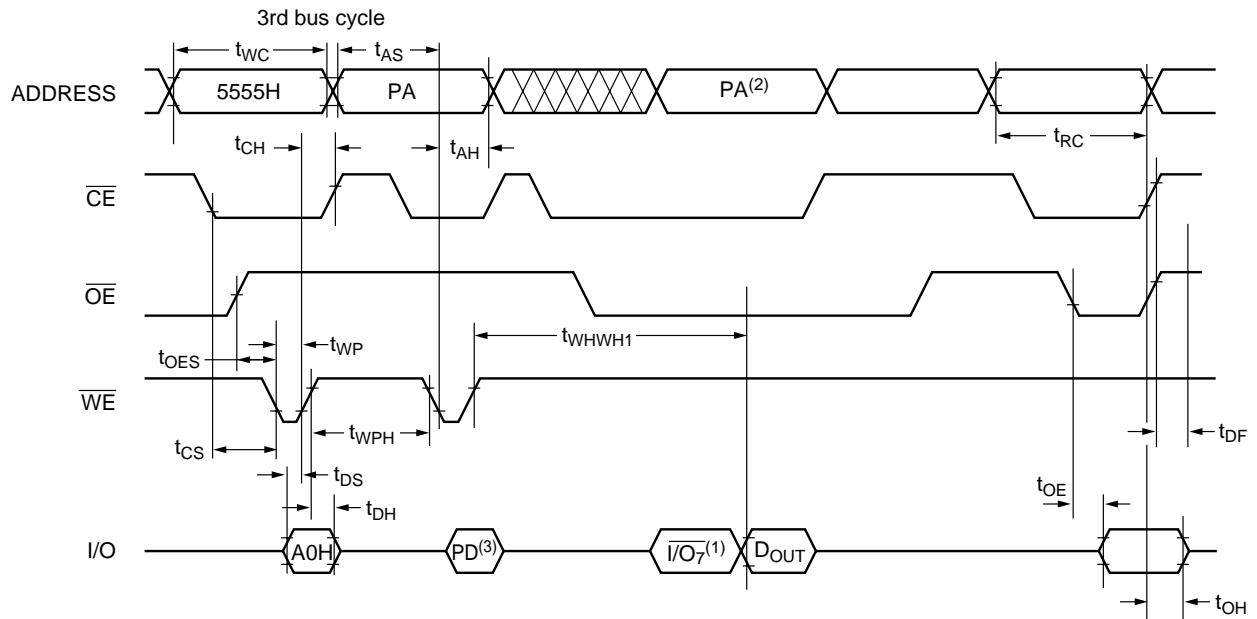 3rd bus cycle
tWC tAS
ADDRESS 5555H PA PA(2)
tCH tAH tRC
CE
OE
tWHWH1
tOES tWP
WE
tCS tWPH tDF
tDS
tOE
tDH
I/O A0H PD(3) I/O7(1) DOUT
tOH